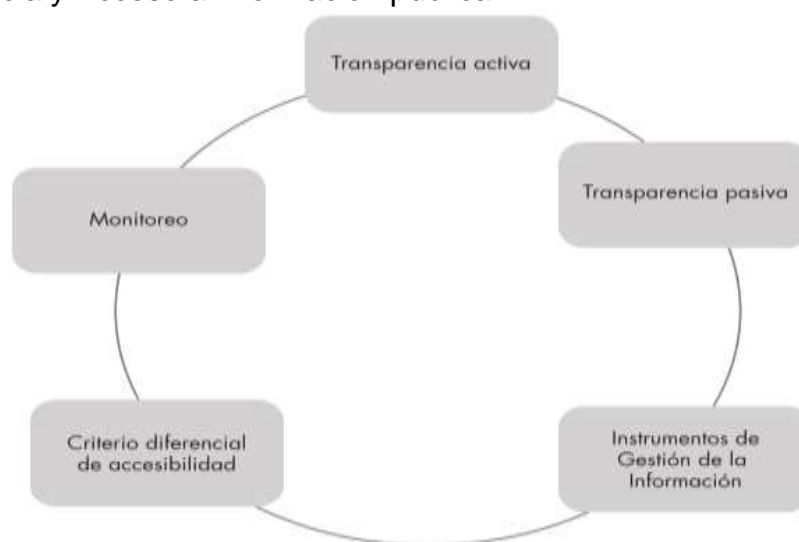 Transparencia activa
Transparencia pasiva
Instrumentos de
Gestión de la
Información
Criterio diferencial
de accesibilidad
Monitoreo